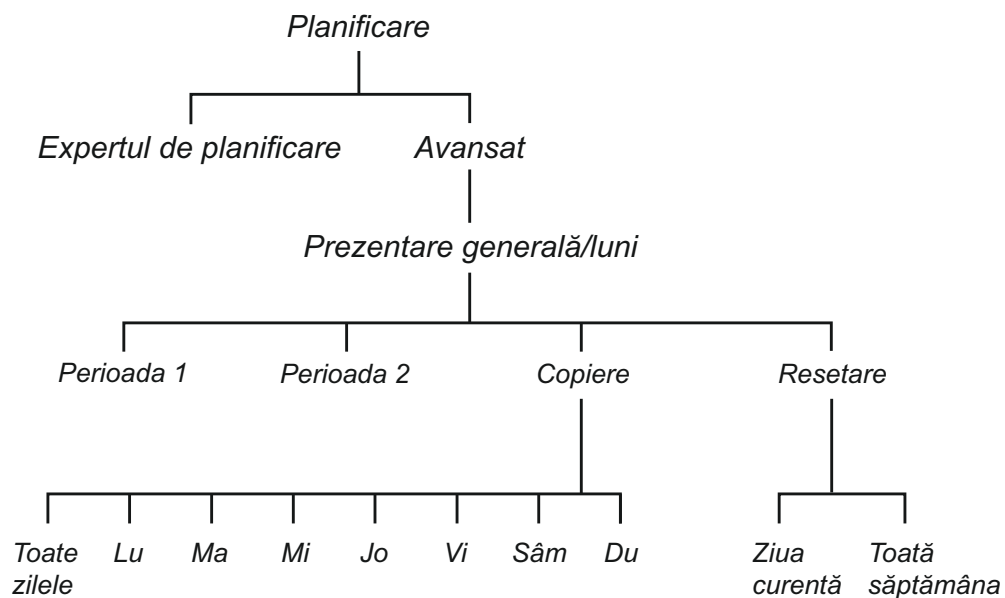 Planificare
Expertul de planificare
Avansat
Prezentare generală/luni
Perioada 1
Perioada 2
Copiere
Resetare
Toate
zilele
Lu
Ma
Mi
Jo
Vi
Sâm
Du
Ziua
curentă
Toată
săptămâna